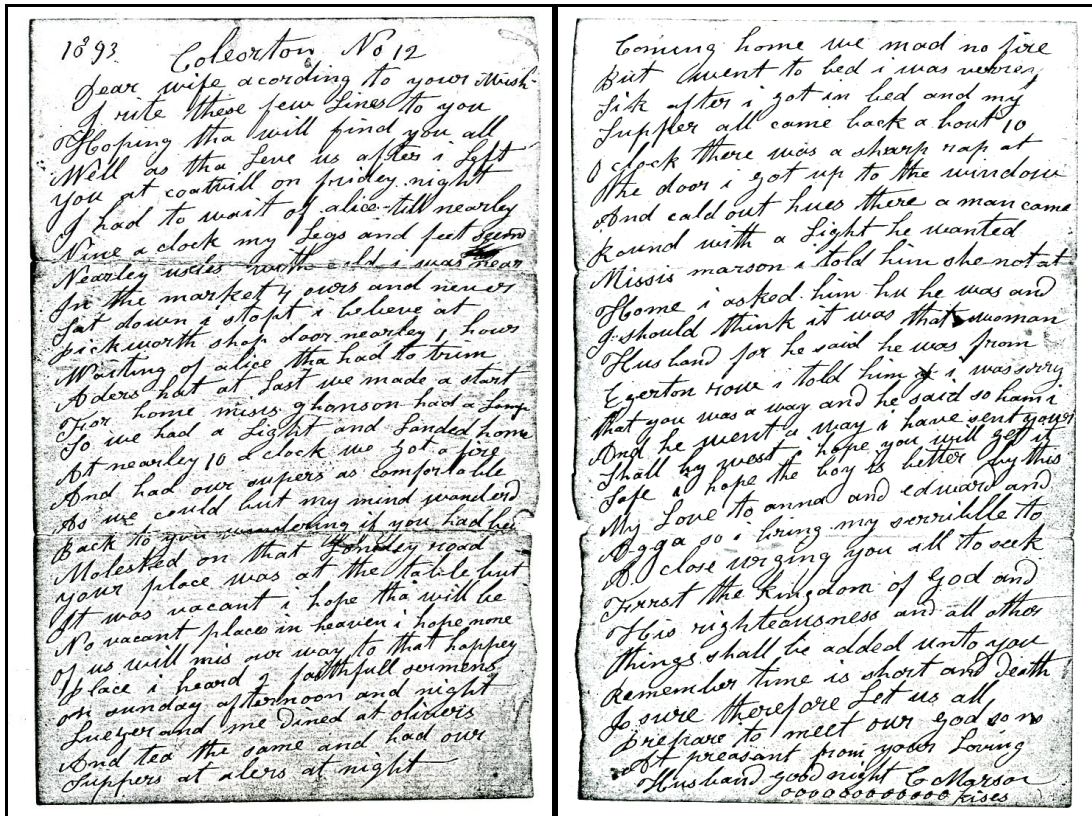 1893 Coleorton No 12
Dear wife acording to your Wish
I rite these few Lines to you
Hoping tha will find you all
Well as tha Leve us after i Left
you at coalvill on fridey night
I had to wait of alice till nearley
Nine a clock my Legs and feet
Nearley usles with cold i was near
In the market 4 ours and never
Sat down i stopt i believe at
pickworth shop door nearley 1 hour
Waiting of alice tha had to trim
Aders hat at Last we made a start
For home misis ghonson had a Lamp
So we had a Light and Landed home
At nearley 10 a clock we got a fire
And had our supers as comfortable
As we could but my mind wanderd
Back to you wondering if you had ben
Molested on that road
your place was at the table but
It was vacant i hope tha will be
No vacant places in heaven i hope none
of us will mis our way to that happey
place i heard 2 faithfull sermens
on sunday afternoon and night
and me dined at olivers
And tea the same and had our
Suppers at alers at night
Coming home we mad no fire
But went to bed i was verrey
Sik after i got in bed and my
Supper all came back a bout 10
O clock there was a sharp rap at
the door i got up to the window
And cald out hues there a man came
Round with a Light he wanted
Missis marson i told him she not at
Home i asked him hu he was and
I should think it was that woman
Husband for he said he was from
Egerton row i told him i was sorry
that you was a way and he said so ham i
And he went a way i have sent your
Shall by west i hope you will get it
Safe i hope the boy is better by this
My Love to anna and edward and
Agga so i bring my serribble to
A close urging you all to seek
Firrst the kingdom of God and
His righteousness and all other
things shall be added unto you
Remember time is short and death
Is sure therefore Let us all
prepare to meet our god so no
At preasant from your Loving
Husband good night C Marson
oooooooooooo kises